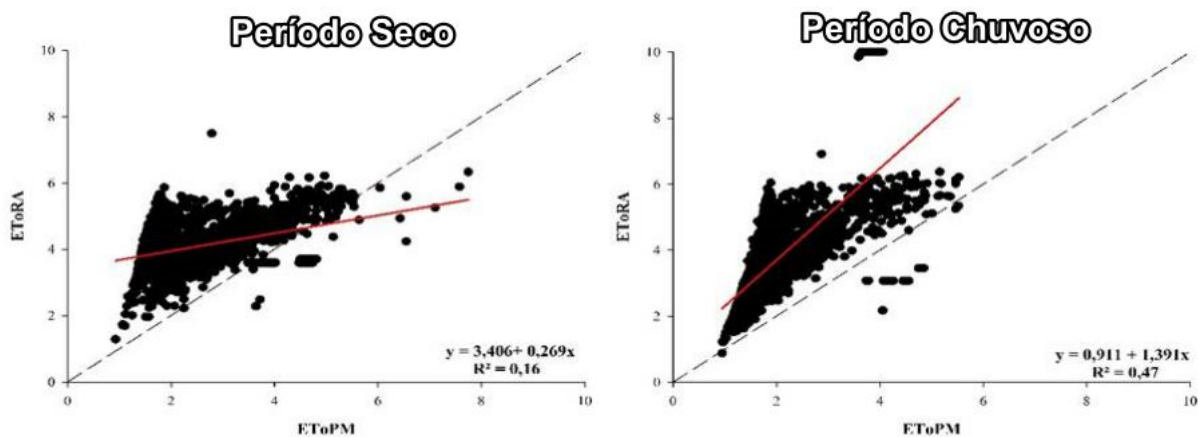 Período Seco
10
8
6
4
2
0
0
2
4
6
8
10
EToRA
EToPM
y = 3,406+ 0,269x
R² = 0,16
Período Chuvoso
10
8
6
4
2
0
0
2
4
6
8
10
EToRA
EToPM
y = 0,911 + 1,391x
R² = 0,47